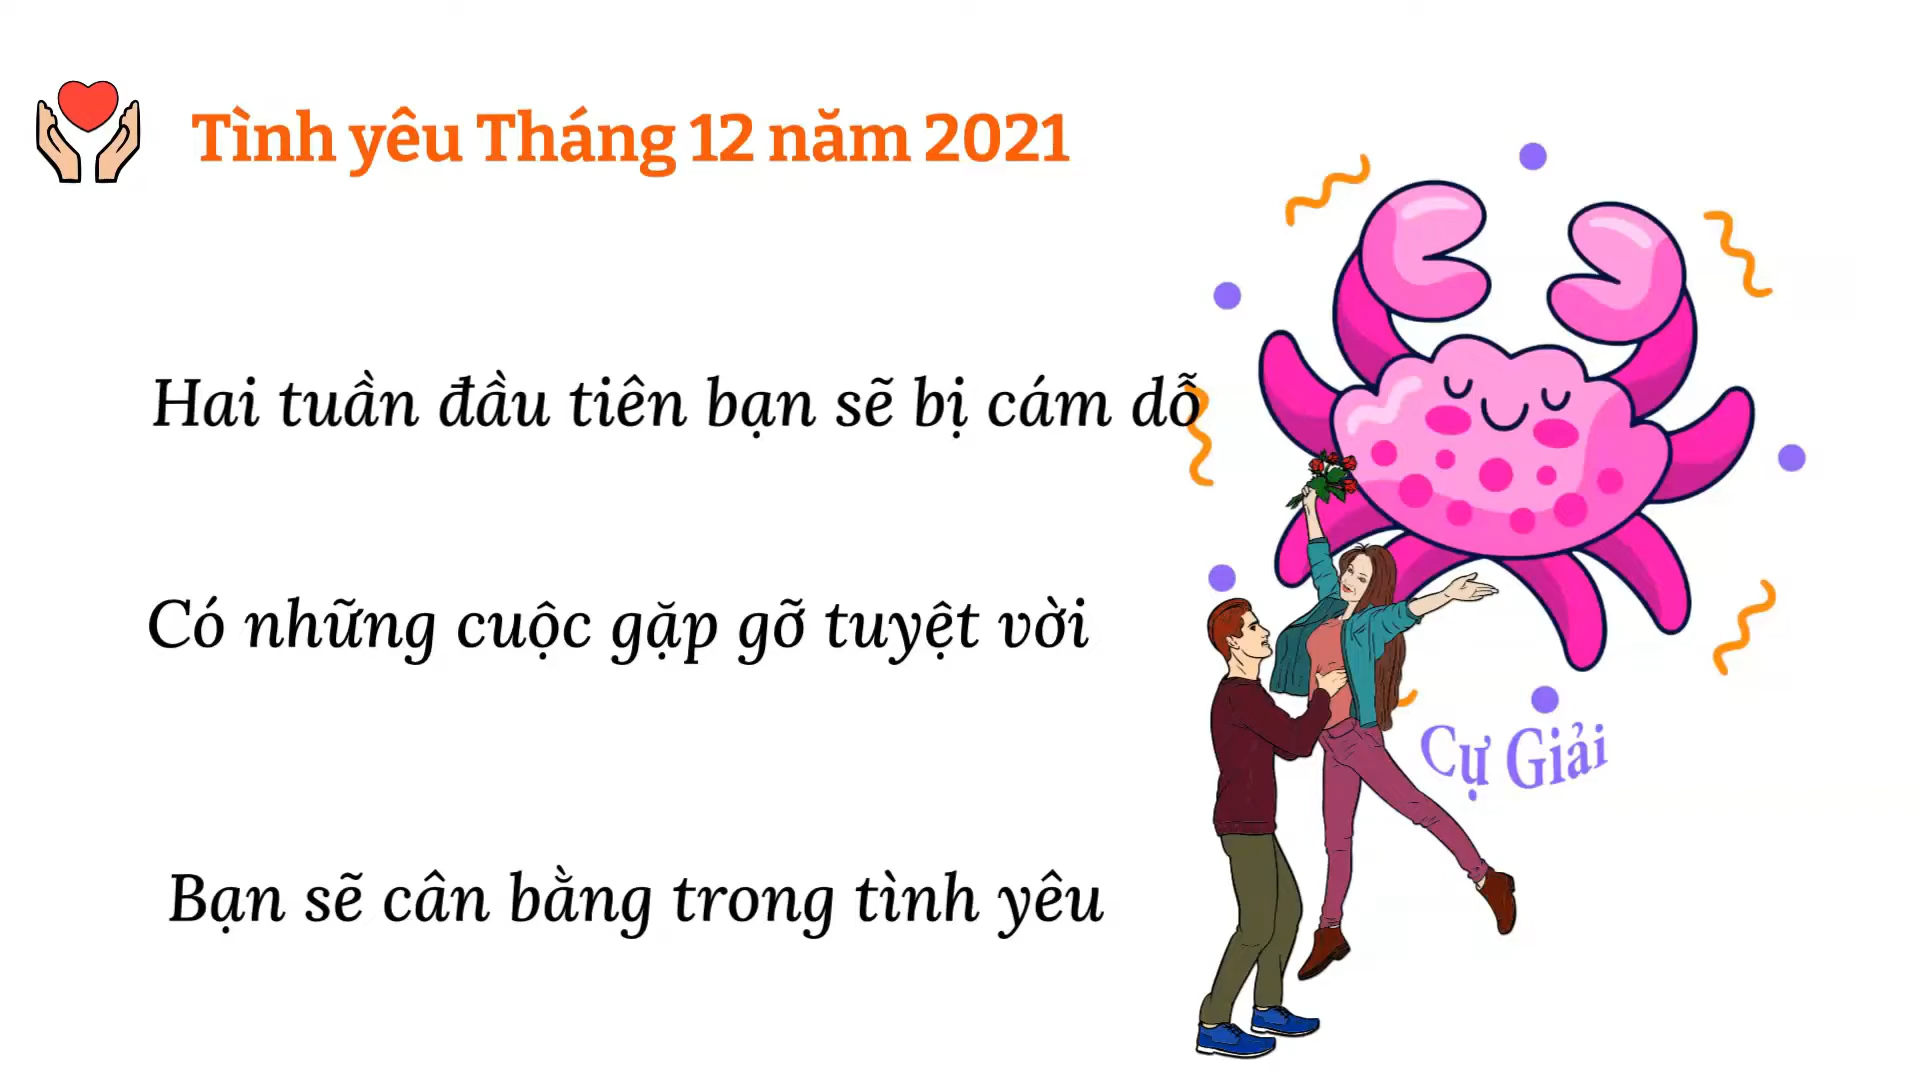 Tình yêu Tháng 12 năm 2021
Hai tuần đầu tiên bạn sẽ bị cám dỗ
Có những cuộc gặp gỡ tuyệt vời
Cự Giải
Bạn sẽ cân bằng trong tình yêu